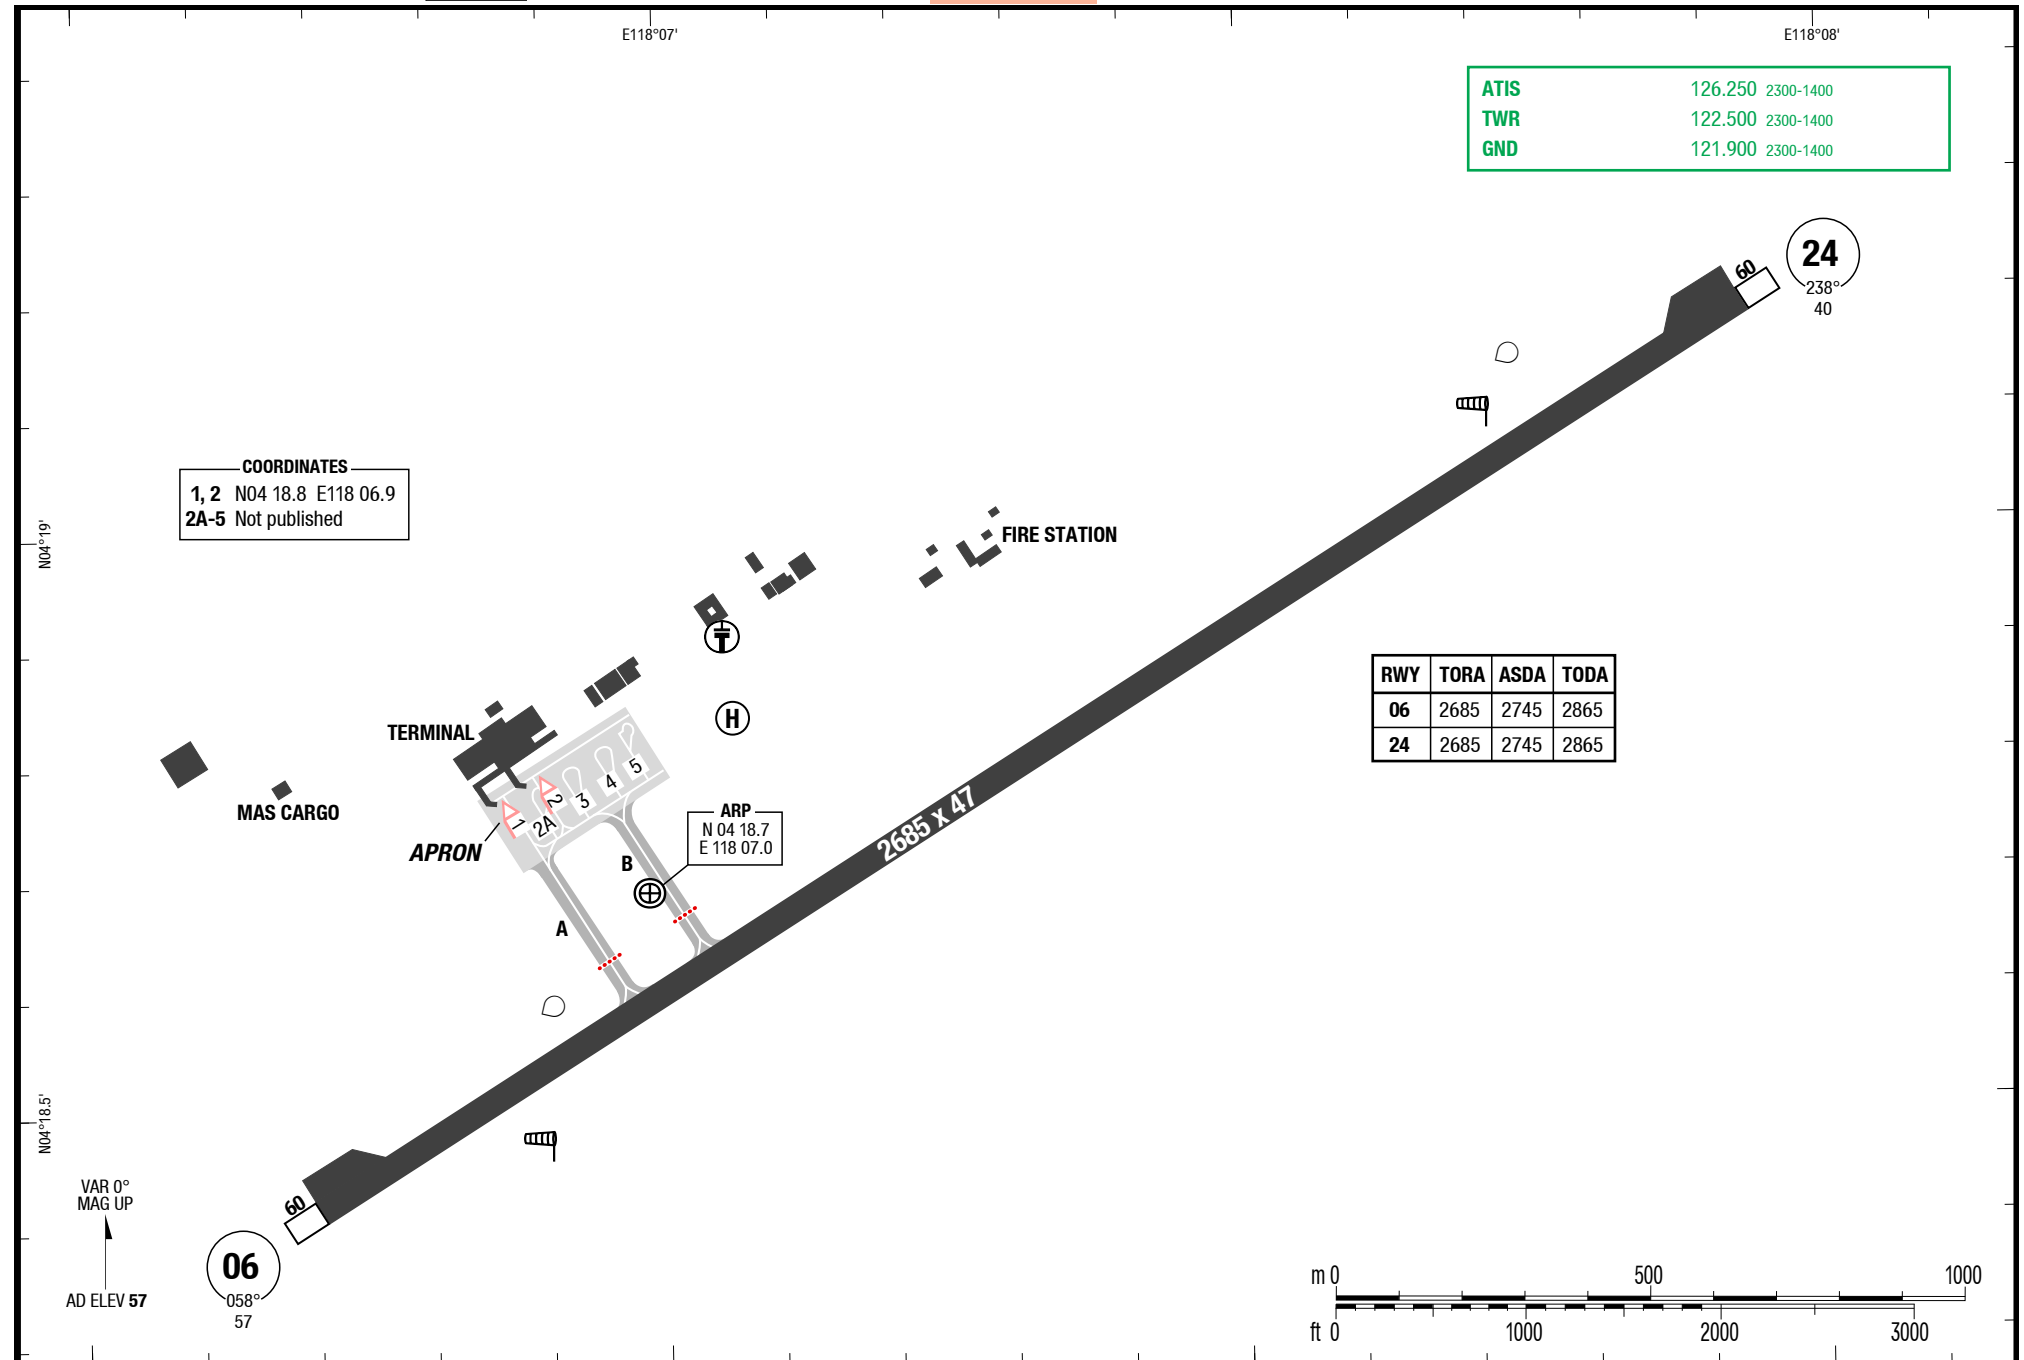 E118°07'
E118°08'
ATIS 126.250 2300-1400
TWR 122.500 2300-1400
GND 121.900 2300-1400
24
238°
40
60
COORDINATES
1, 2 N04 18.8 E118 06.9
2A-5 Not published
N04°19'
FIRE STATION
RWY TORA ASDA TODA
06 2685 2745 2865
24 2685 2745 2865
H
TERMINAL
MAS CARGO
APRON
1
2A
2
3
4
5
ARP
N 04 18.7
E 118 07.0
2685 x 47
B
A
N04°18.5'
VAR 0°
MAG UP
AD ELEV 57
60
06
058°
57
m 0 500 1000
ft 0 1000 2000 3000